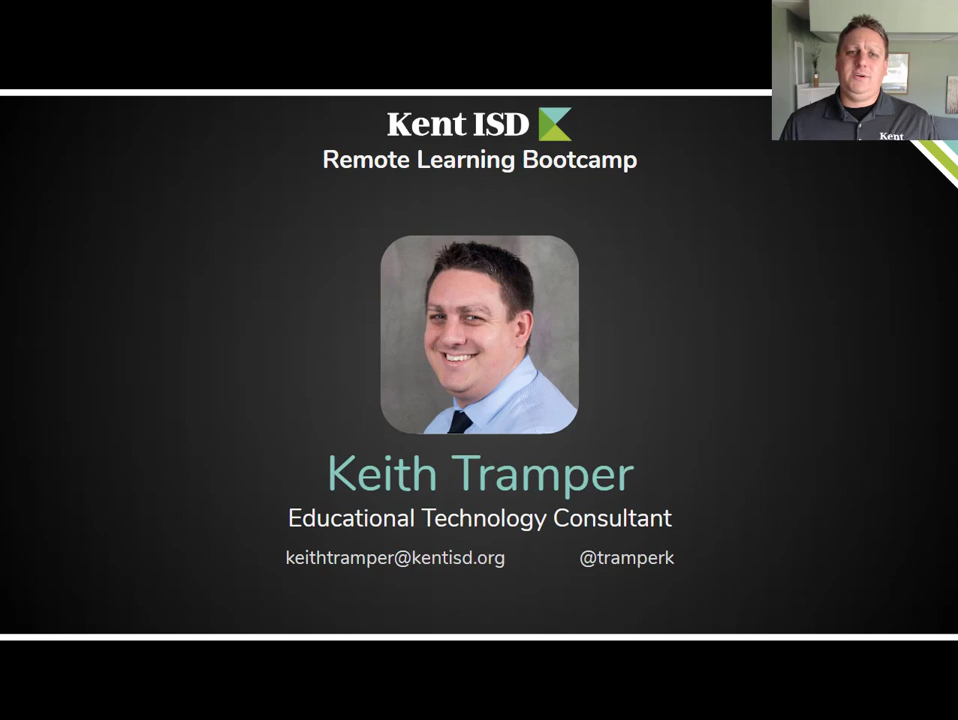 Kent ISD
Remote Learning Bootcamp
Kent
Keith Tramper
Educational Technology Consultant
keithtramper@kentisd.org @tramperk